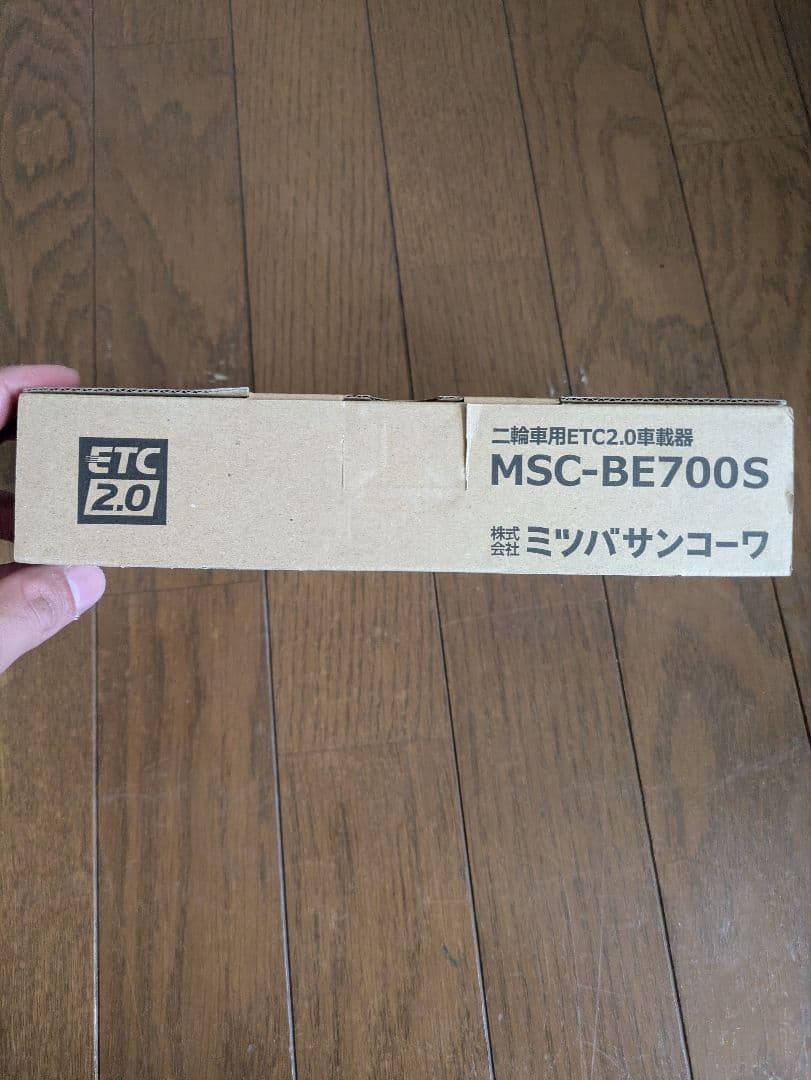 ETC
2.0
二輪車用ETC2.0車載器
MSC-BE700S
株式会社 ミツバサンコーワ